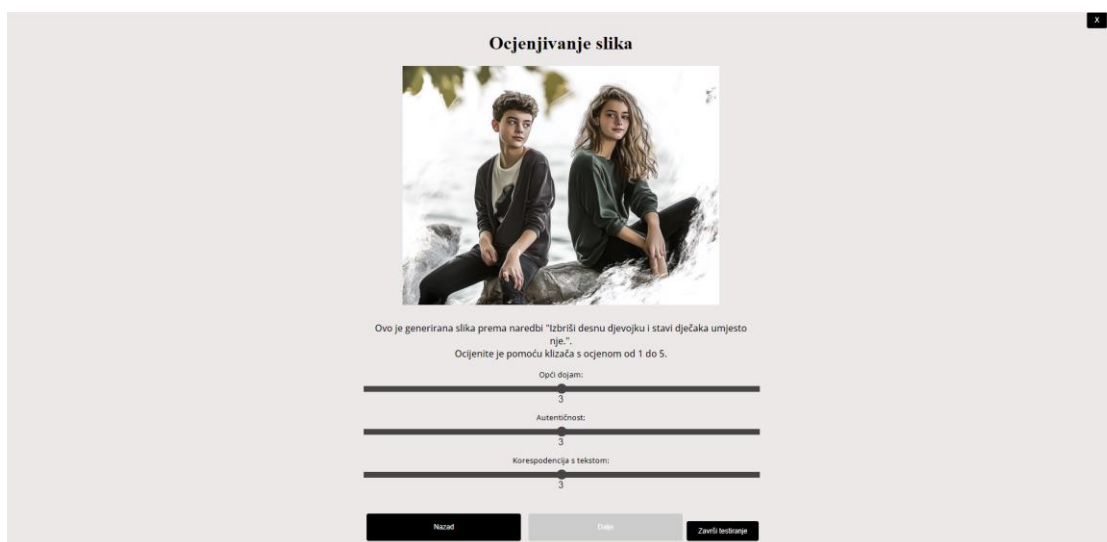 X
Ocjenjivanje slika
Ovo je generirana slika prema naredbi "Izbriši desnu djevojku i stavi dječaka umjesto
nje.".
Ocijenite je pomoću klizača s ocjenom od 1 do 5.
Opći dojam:
3
Autentičnost:
3
Korespodencija s tekstom:
3
Nazad
Dalje
Završi testiranje